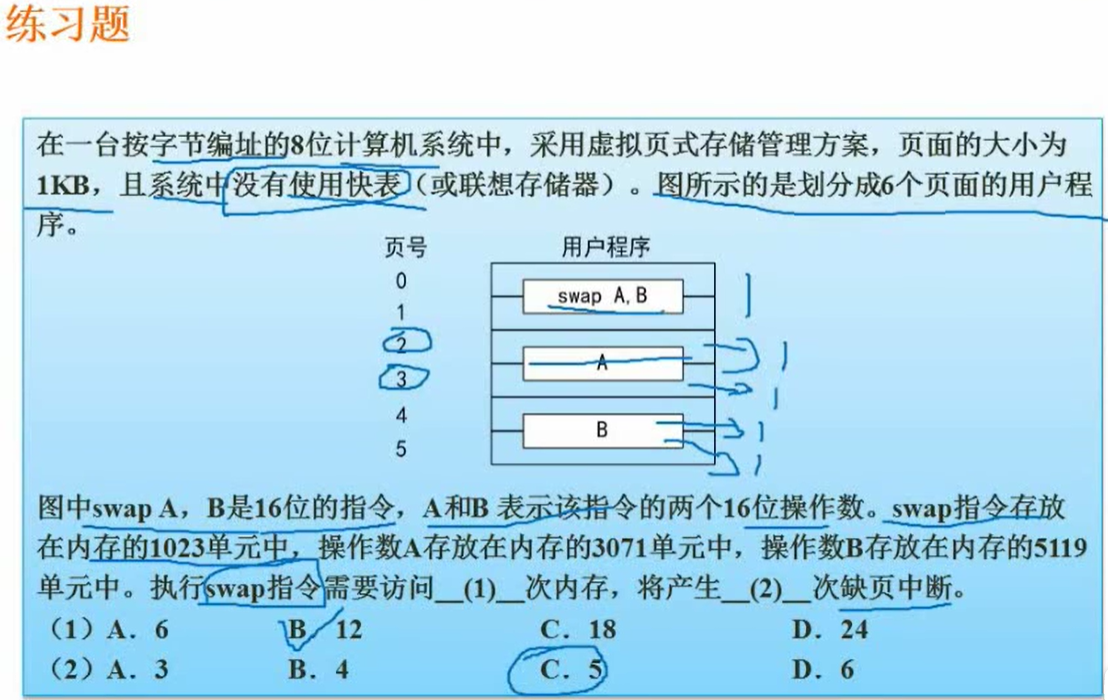 练习题
在一台按字节编址的8位计算机系统中，采用虚拟页式存储管理方案，页面的大小为
1KB，且系统中没有使用快表（或联想存储器）。图所示的是划分成6个页面的用户程
序。
页号 用户程序
0
swap A,B
1
2
A
3
4
B
5
图中swap A，B是16位的指令，A和B 表示该指令的两个16位操作数。swap指令存放
在内存的1023单元中，操作数A存放在内存的3071单元中，操作数B存放在内存的5119
单元中。执行swap指令需要访问__(1)__次内存，将产生__(2)__次缺页中断。
（1）A．6 B．12 C．18 D．24
（2）A．3 B．4 C．5 D．6